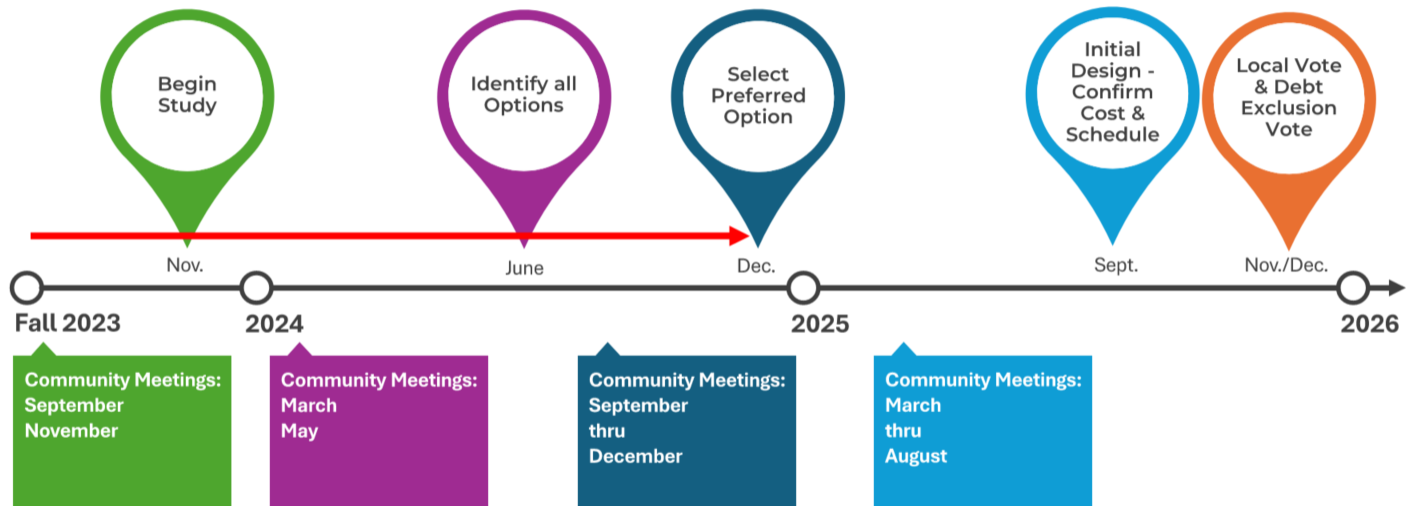 Begin
Study
Identify all
Options
Select
Preferred
Option
Initial
Design -
Confirm
Cost &
Schedule
Local Vote
& Debt
Exclusion
Vote
Nov.
June
Dec.
Sept.
Nov./Dec.
Fall 2023
2024
2025
2026
Community Meetings:
September
November
Community Meetings:
March
May
Community Meetings:
September
thru
December
Community Meetings:
March
thru
August